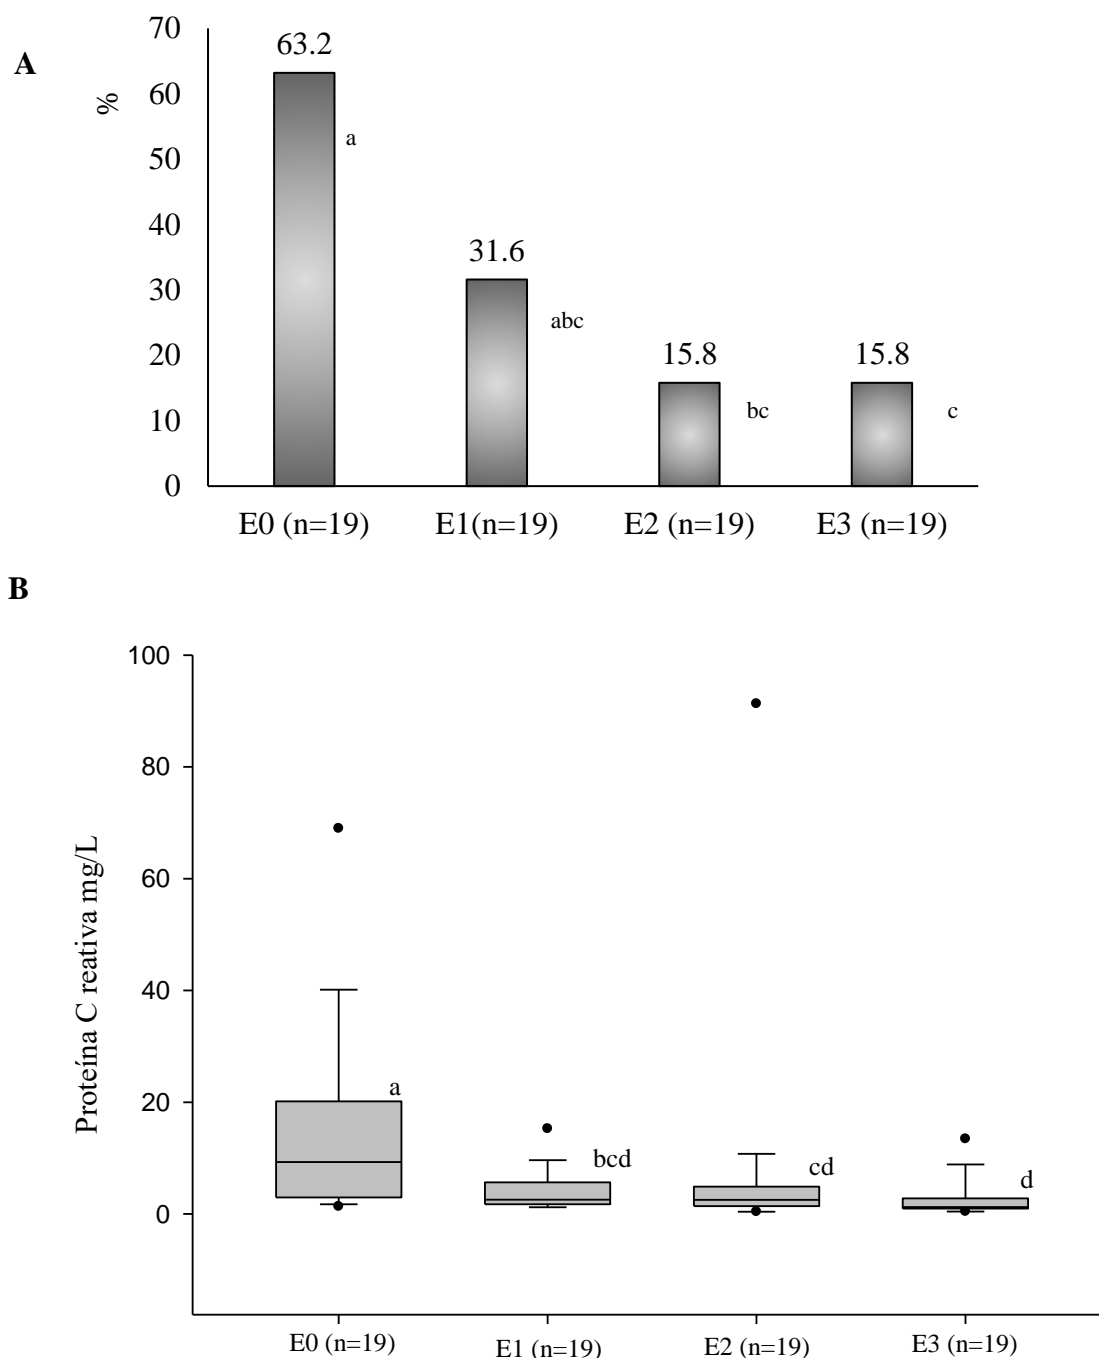 A
%
70
60
50
40
30
20
10
0
63.2
a
31.6
abc
15.8
bc
15.8
c
E0 (n=19)
E1(n=19)
E2 (n=19)
E3 (n=19)
B
Proteína C reativa mg/L
100
80
60
40
20
0
a
bcd
cd
d
E0 (n=19)
E1 (n=19)
E2 (n=19)
E3 (n=19)